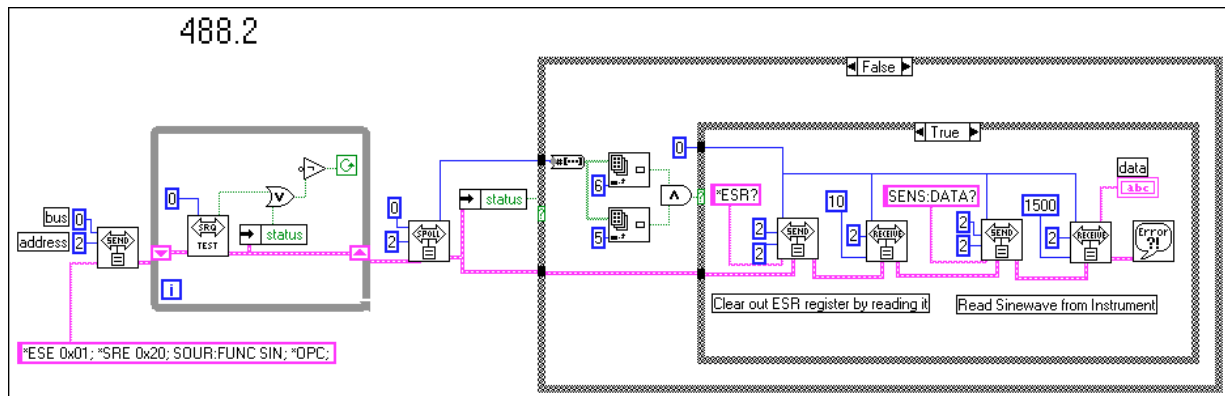 488.2
False
True
0
data
abc
#[...]
status
6
5
V
Λ
0
SRQ
TEST
status
bus
0
address
2
SEND
0
2
SPOLL
*ESR?
2
2
SEND
10
2
RECEIVE
SENS:DATA?
2
2
SEND
1500
2
RECEIVE
Error
?!
i
Clear out ESR register by reading it
Read Sinewave from Instrument
*ESE 0x01; *SRE 0x20; SOUR:FUNC SIN; *OPC;